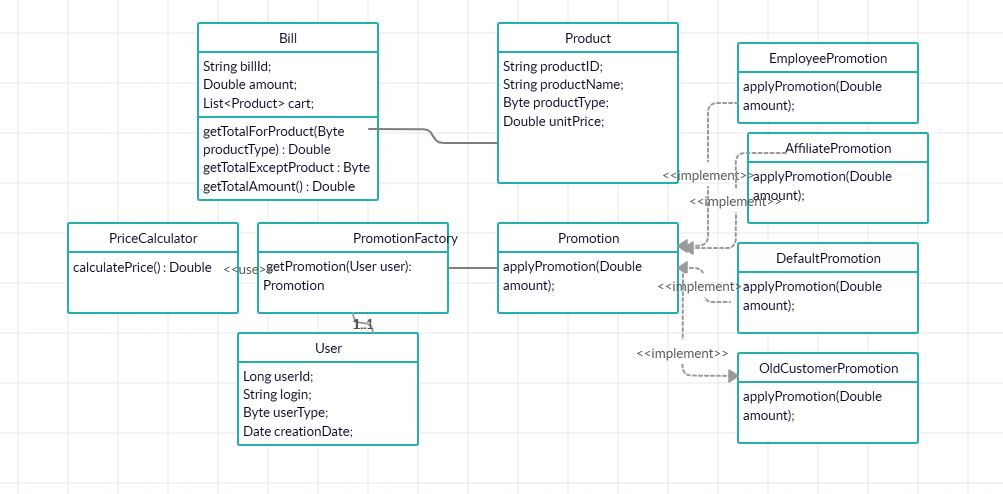 Bill
String billId;
Double amount;
List<Product> cart;
getTotalForProduct(Byte
productType) : Double
getTotalExceptProduct : Byte
getTotalAmount() : Double
Product
String productID;
String productName;
Byte productType;
Double unitPrice;
EmployeePromotion
applyPromotion(Double
amount);
AffiliatePromotion
applyPromotion(Double
amount);
<<implement>>
<<implement>>
PriceCalculator
calculatePrice() : Double
<<use>>
PromotionFactory
getPromotion(User user):
Promotion
Promotion
applyPromotion(Double
amount);
DefaultPromotion
applyPromotion(Double
amount);
<<implement>>
1..1
User
Long userId;
String login;
Byte userType;
Date creationDate;
<<implement>>
OldCustomerPromotion
applyPromotion(Double
amount);